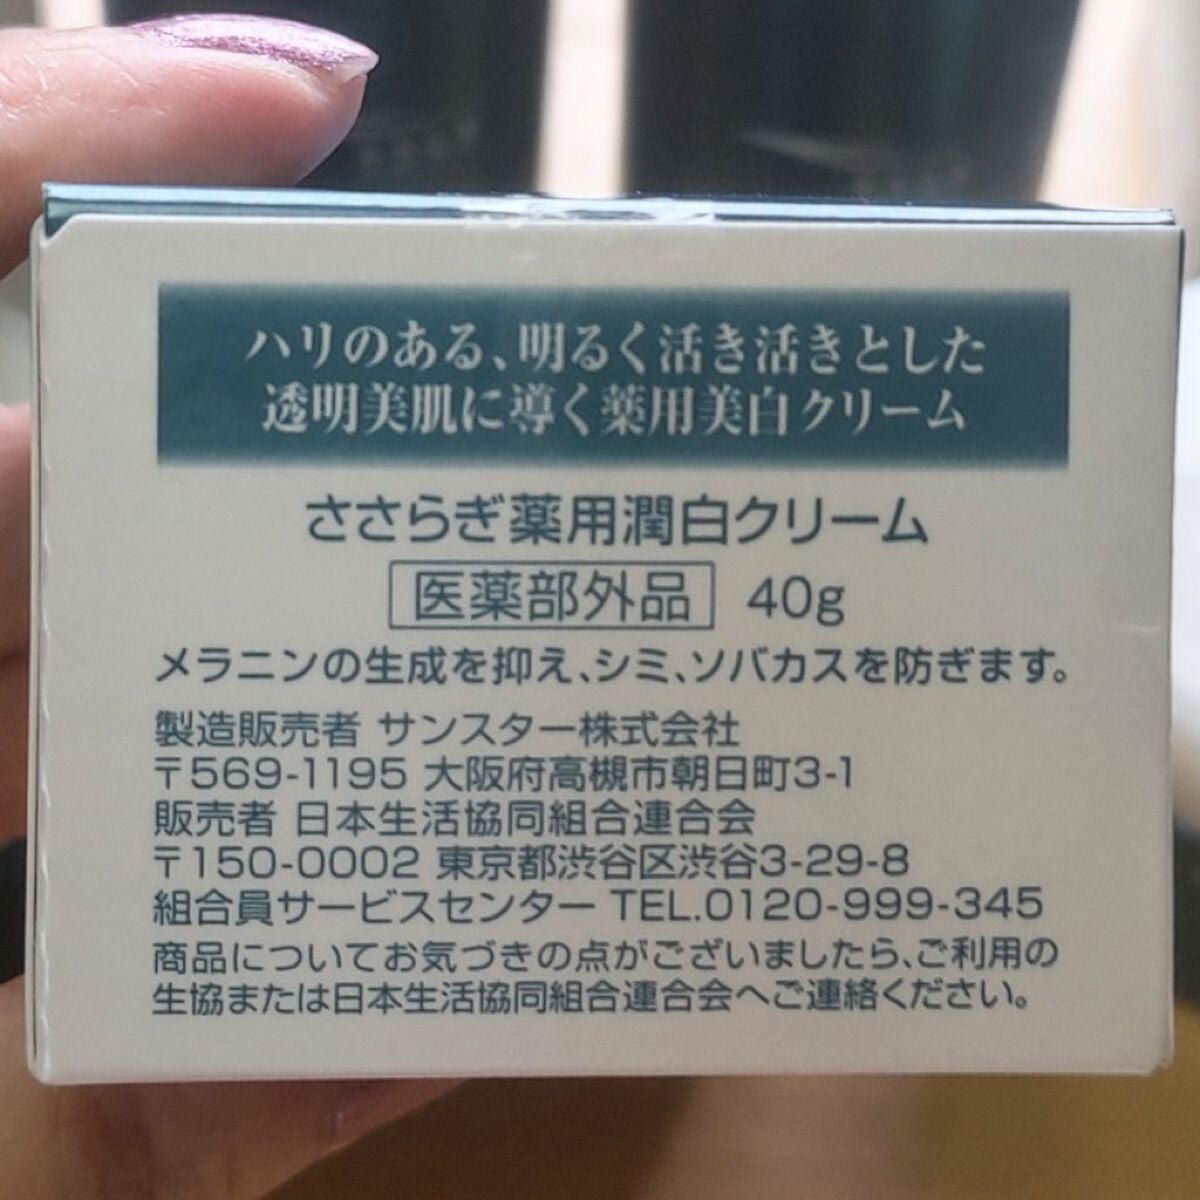 ハリのある、明るく活き活きとした
透明美肌に導く薬用美白クリーム
ささらぎ薬用潤白クリーム
医薬部外品 40g
メラニンの生成を抑え、シミ、ソバカスを防ぎます。
製造販売者 サンスター株式会社
〒569-1195 大阪府高槻市朝日町3-1
販売者 日本生活協同組合連合会
〒150-0002 東京都渋谷区渋谷3-29-8
組合員サービスセンター TEL.0120-999-345
商品についてお気づきの点がございましたら、ご利用の
生協または日本生活協同組合連合会へご連絡ください。